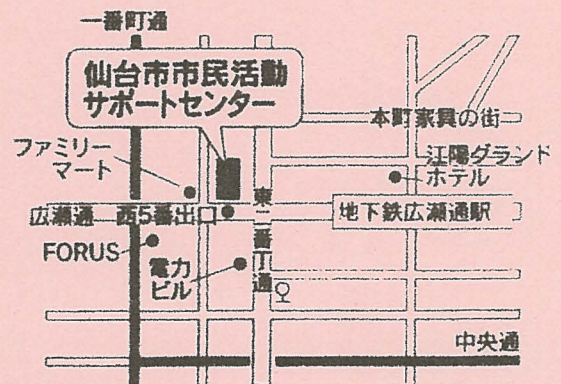 一番町通
仙台市市民活動
サポートセンター
本町家具の街
ファミリー
マート
江陽グランド
ホテル
広瀬通
西5番出口
東二番丁通
地下鉄広瀬通駅
FORUS
電力
ビル
中央通